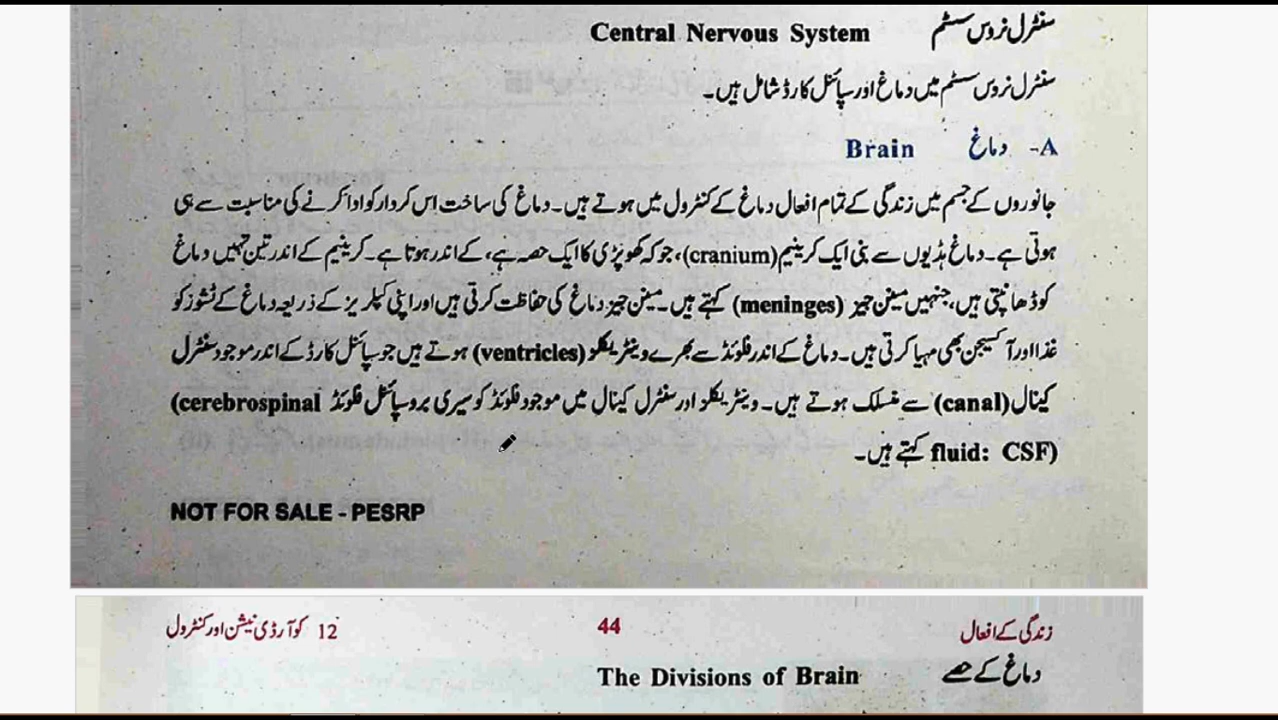 سنٹرل نروس سسٹم Central Nervous System
سنٹرل نروس سسٹم میں دماغ اور سپائنل کارڈ شامل ہیں۔
A- دماغ Brain
جانوروں کے جسم میں زندگی کے تمام افعال دماغ کے کنٹرول میں ہوتے ہیں۔ دماغ کی ساخت اس کردار کو ادا کرنے کی مناسبت سے ہی
ہوتی ہے۔ دماغ ہڈیوں سے بنی ایک کرینیم (cranium)، جو کہ کھوپڑی کا ایک حصہ ہے، کے اندر ہوتا ہے۔ کرینیم کے اندر تین تہیں دماغ
کو ڈھانپتی ہیں، جنہیں مینن جیز (meninges) کہتے ہیں۔ مینن جیز دماغ کی حفاظت کرتی ہیں اور اپنی کیپلریز کے ذریعہ دماغ کے ٹشوز کو
غذا اور آکسیجن بھی مہیا کرتی ہیں۔ دماغ کے اندر فلوئڈ سے بھرے وینٹریکلو (ventricles) ہوتے ہیں جو سپائنل کارڈ کے اندر موجود سنٹرل
کینال (canal) سے منسلک ہوتے ہیں۔ وینٹریکلو اور سنٹرل کینال میں موجود فلوئڈ کو سیری بروسپائنل فلوئڈ (cerebrospinal
fluid: CSF) کہتے ہیں۔
NOT FOR SALE - PESRP
زندگی کے افعال 44 12 کوآرڈی نیشن اور کنٹرول
دماغ کے حصے The Divisions of Brain